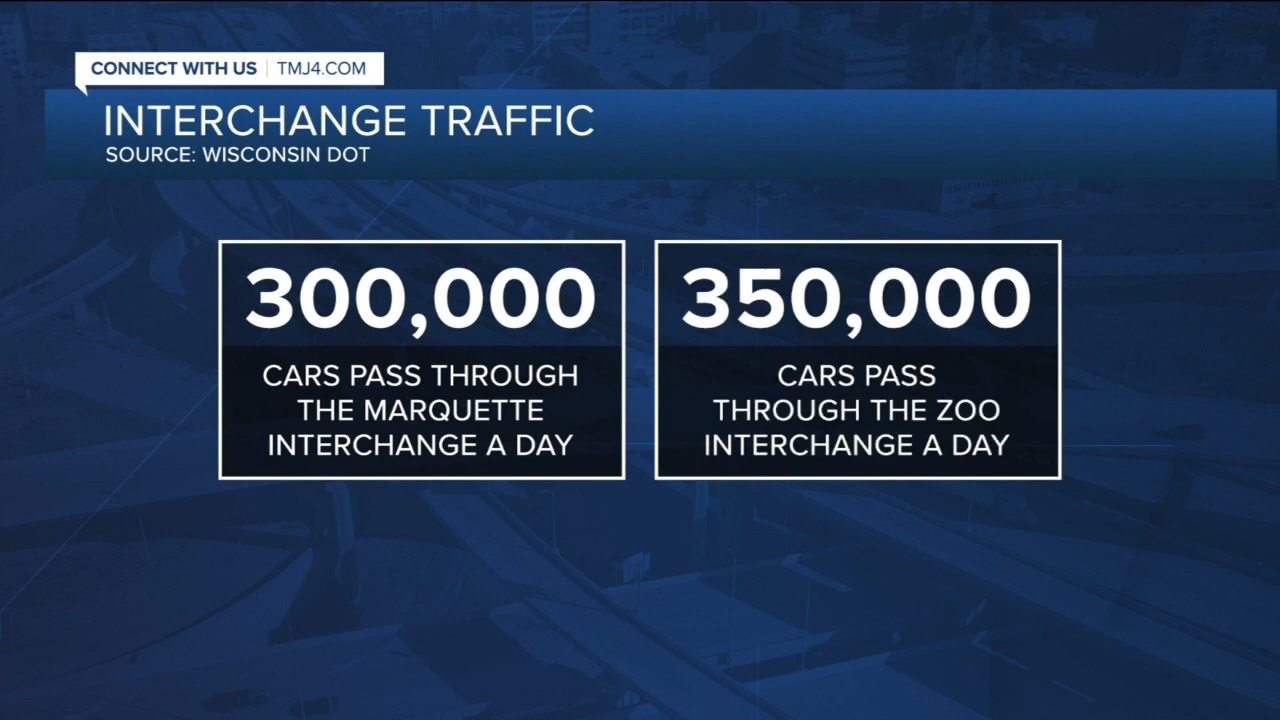 CONNECT WITH US | TMJ4.COM
INTERCHANGE TRAFFIC
SOURCE: WISCONSIN DOT
300,000
CARS PASS THROUGH
THE MARQUETTE
INTERCHANGE A DAY
350,000
CARS PASS
THROUGH THE ZOO
INTERCHANGE A DAY